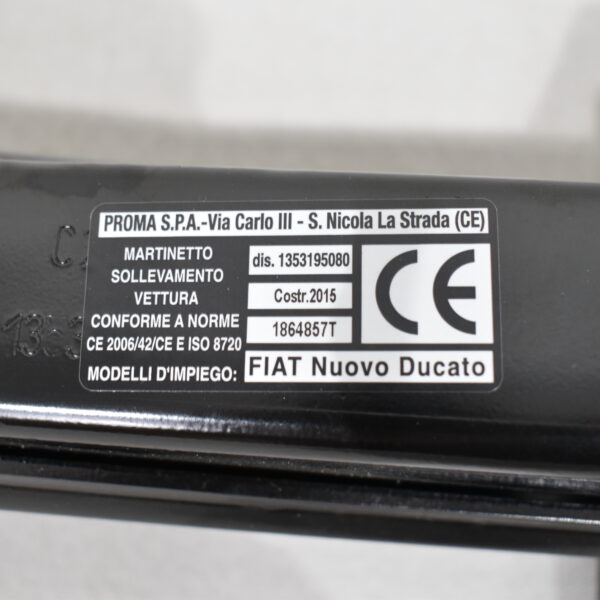 PROMA S.P.A.-Via Carlo III - S. Nicola La Strada (CE)
MARTINETTO
SOLLEVAMENTO
VETTURA
CONFORME A NORME
CE 2006/42/CE E ISO 8720
dis. 1353195080
Costr.2015
1864857T
CE
MODELLI D'IMPIEGO: FIAT Nuovo Ducato